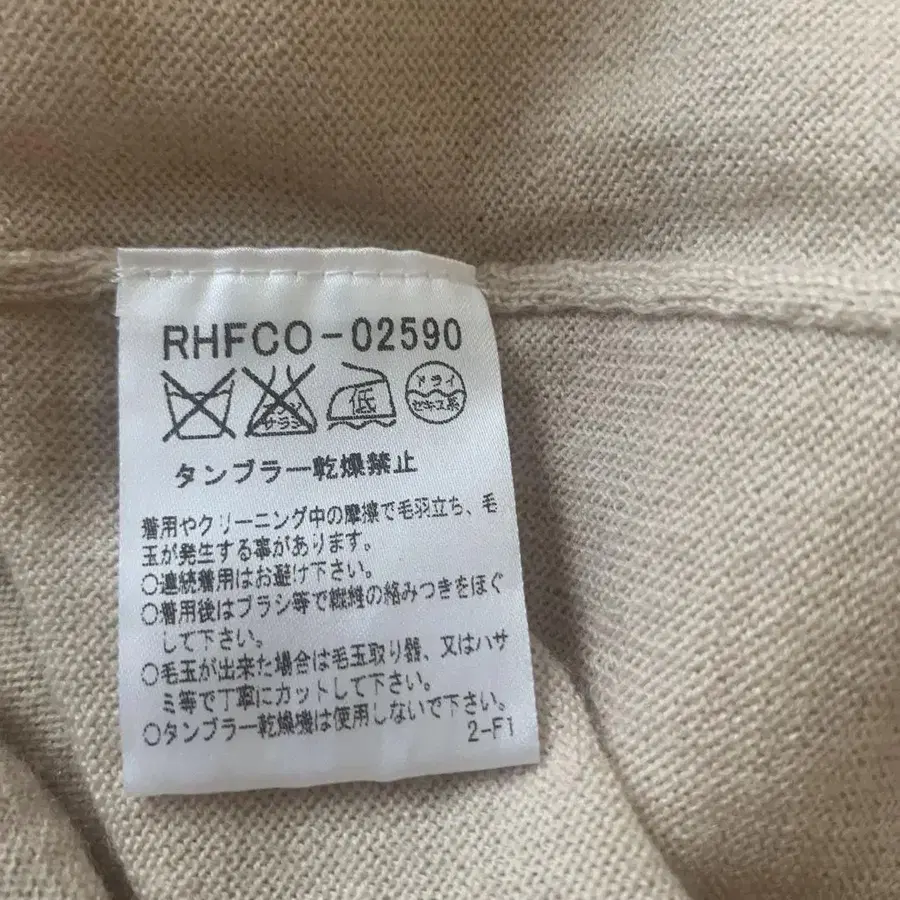 RHFCO-02590
エンソ
サラシ
低
ドライ
セキユ系
タンブラー乾燥禁止
着用やクリーニング中の摩擦で毛羽立ち、毛
玉が発生する事があります。
○連続着用はお避け下さい。
○着用後はブラシ等で繊維の絡みつきをほぐ
して下さい。
○毛玉が出来た場合は毛玉取り器、又はハサ
ミ等で丁寧にカットして下さい。
○タンブラー乾燥機は使用しないで下さい。
2-F1